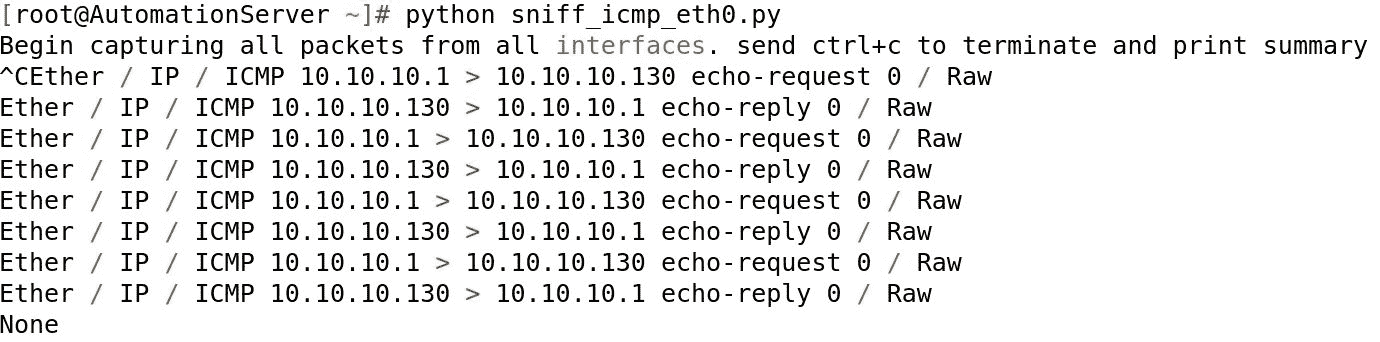 [root@AutomationServer ~]# python sniff_icmp_eth0.py
Begin capturing all packets from all interfaces. send ctrl+c to terminate and print summary
^CEther / IP / ICMP 10.10.10.1 > 10.10.10.130 echo-request 0 / Raw
Ether / IP / ICMP 10.10.10.130 > 10.10.10.1 echo-reply 0 / Raw
Ether / IP / ICMP 10.10.10.1 > 10.10.10.130 echo-request 0 / Raw
Ether / IP / ICMP 10.10.10.130 > 10.10.10.1 echo-reply 0 / Raw
Ether / IP / ICMP 10.10.10.1 > 10.10.10.130 echo-request 0 / Raw
Ether / IP / ICMP 10.10.10.130 > 10.10.10.1 echo-reply 0 / Raw
Ether / IP / ICMP 10.10.10.1 > 10.10.10.130 echo-request 0 / Raw
Ether / IP / ICMP 10.10.10.130 > 10.10.10.1 echo-reply 0 / Raw
None